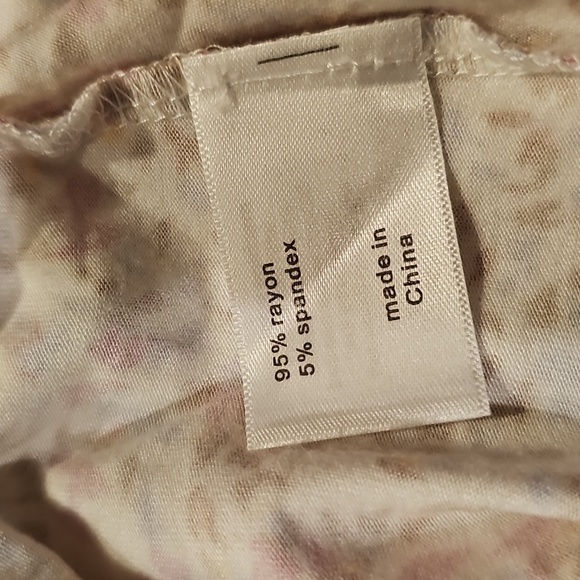 95% rayon
5% spandex
made in
China